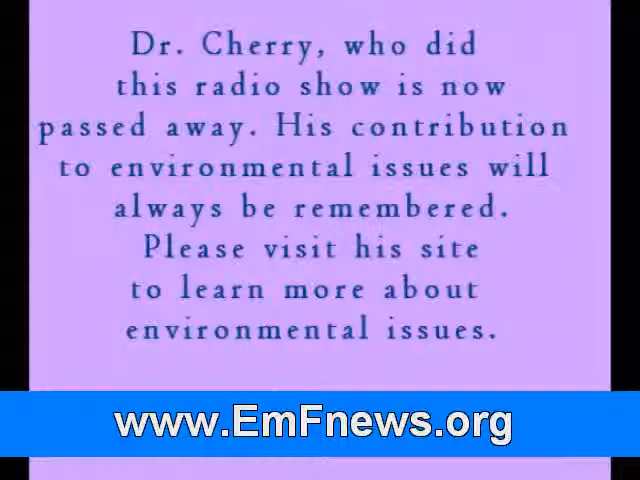 Dr. Cherry, who did
this radio show is now
passed away. His contribution
to environmental issues will
always be remembered.
Please visit his site
to learn more about
environmental issues.
www.EmFnews.org